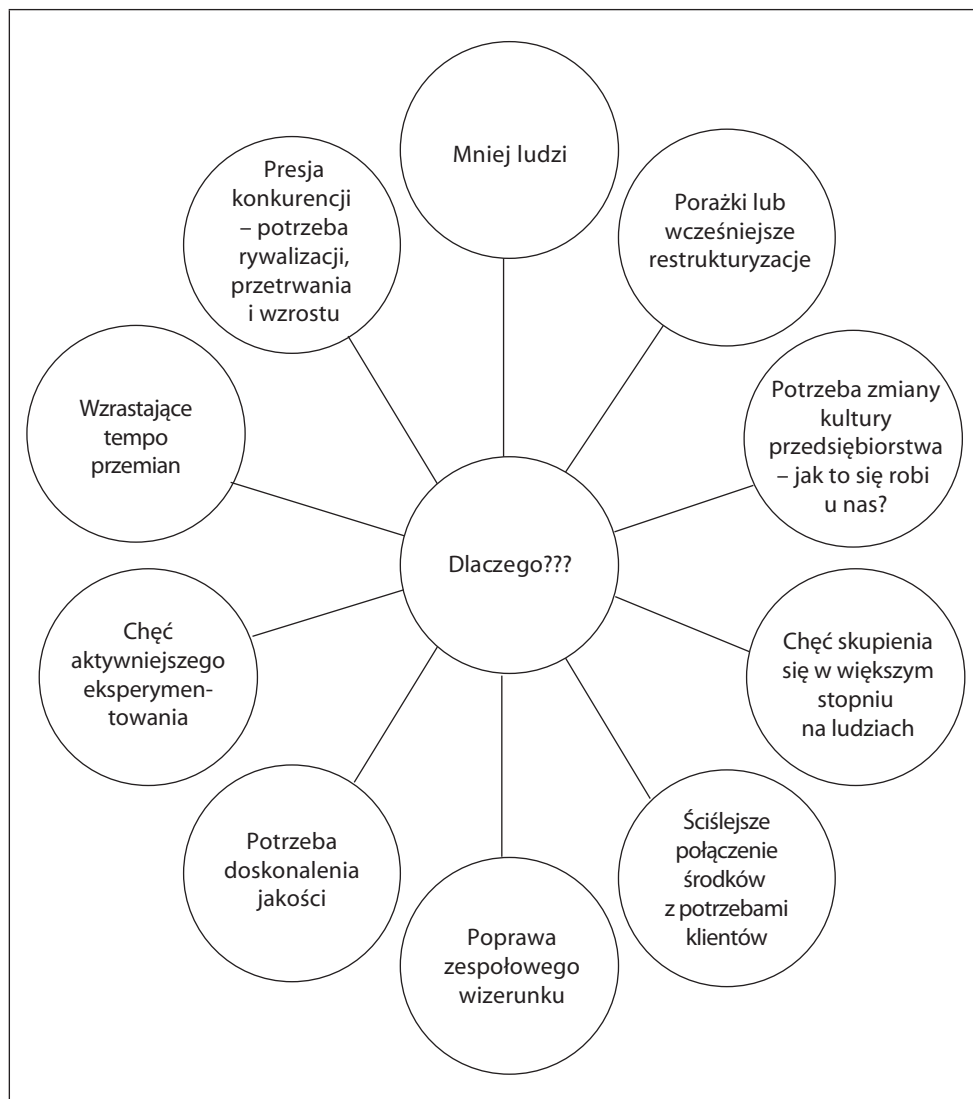 Mniej ludzi
Porażki lub
wcześniejsze
restrukturyzacje
Potrzeba zmiany
kultury
przedsiębiorstwa
– jak to się robi
u nas?
Chęć skupienia
się w większym
stopniu
na ludziach
Ściślejsze
połączenie
środków
z potrzebami
klientów
Poprawa
zespołowego
wizerunku
Potrzeba
doskonalenia
jakości
Chęć
aktywniejszego
eksperymen-
towania
Wzrastające
tempo
przemian
Presja
konkurencji
– potrzeba
rywalizacji,
przetrwania
i wzrostu
Dlaczego???